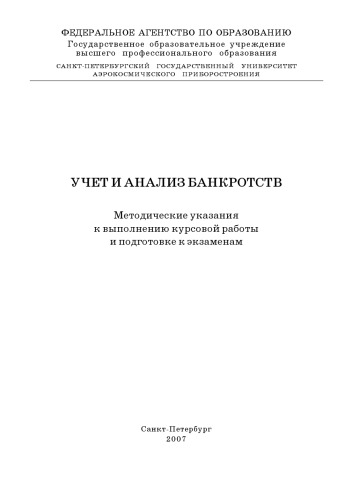 ФЕДЕРАЛЬНОЕ АГЕНТСТВО ПО ОБРАЗОВАНИЮ
Государственное образовательное учреждение
высшего профессионального образования
САНКТ-ПЕТЕРБУРГСКИЙ ГОСУДАРСТВЕННЫЙ УНИВЕРСИТЕТ
АЭРОКОСМИЧЕСКОГО ПРИБОРОСТРОЕНИЯ
УЧЕТ И АНАЛИЗ БАНКРОТСТВ
Методические указания
к выполнению курсовой работы
и подготовке к экзаменам
Санкт-Петербург
2007